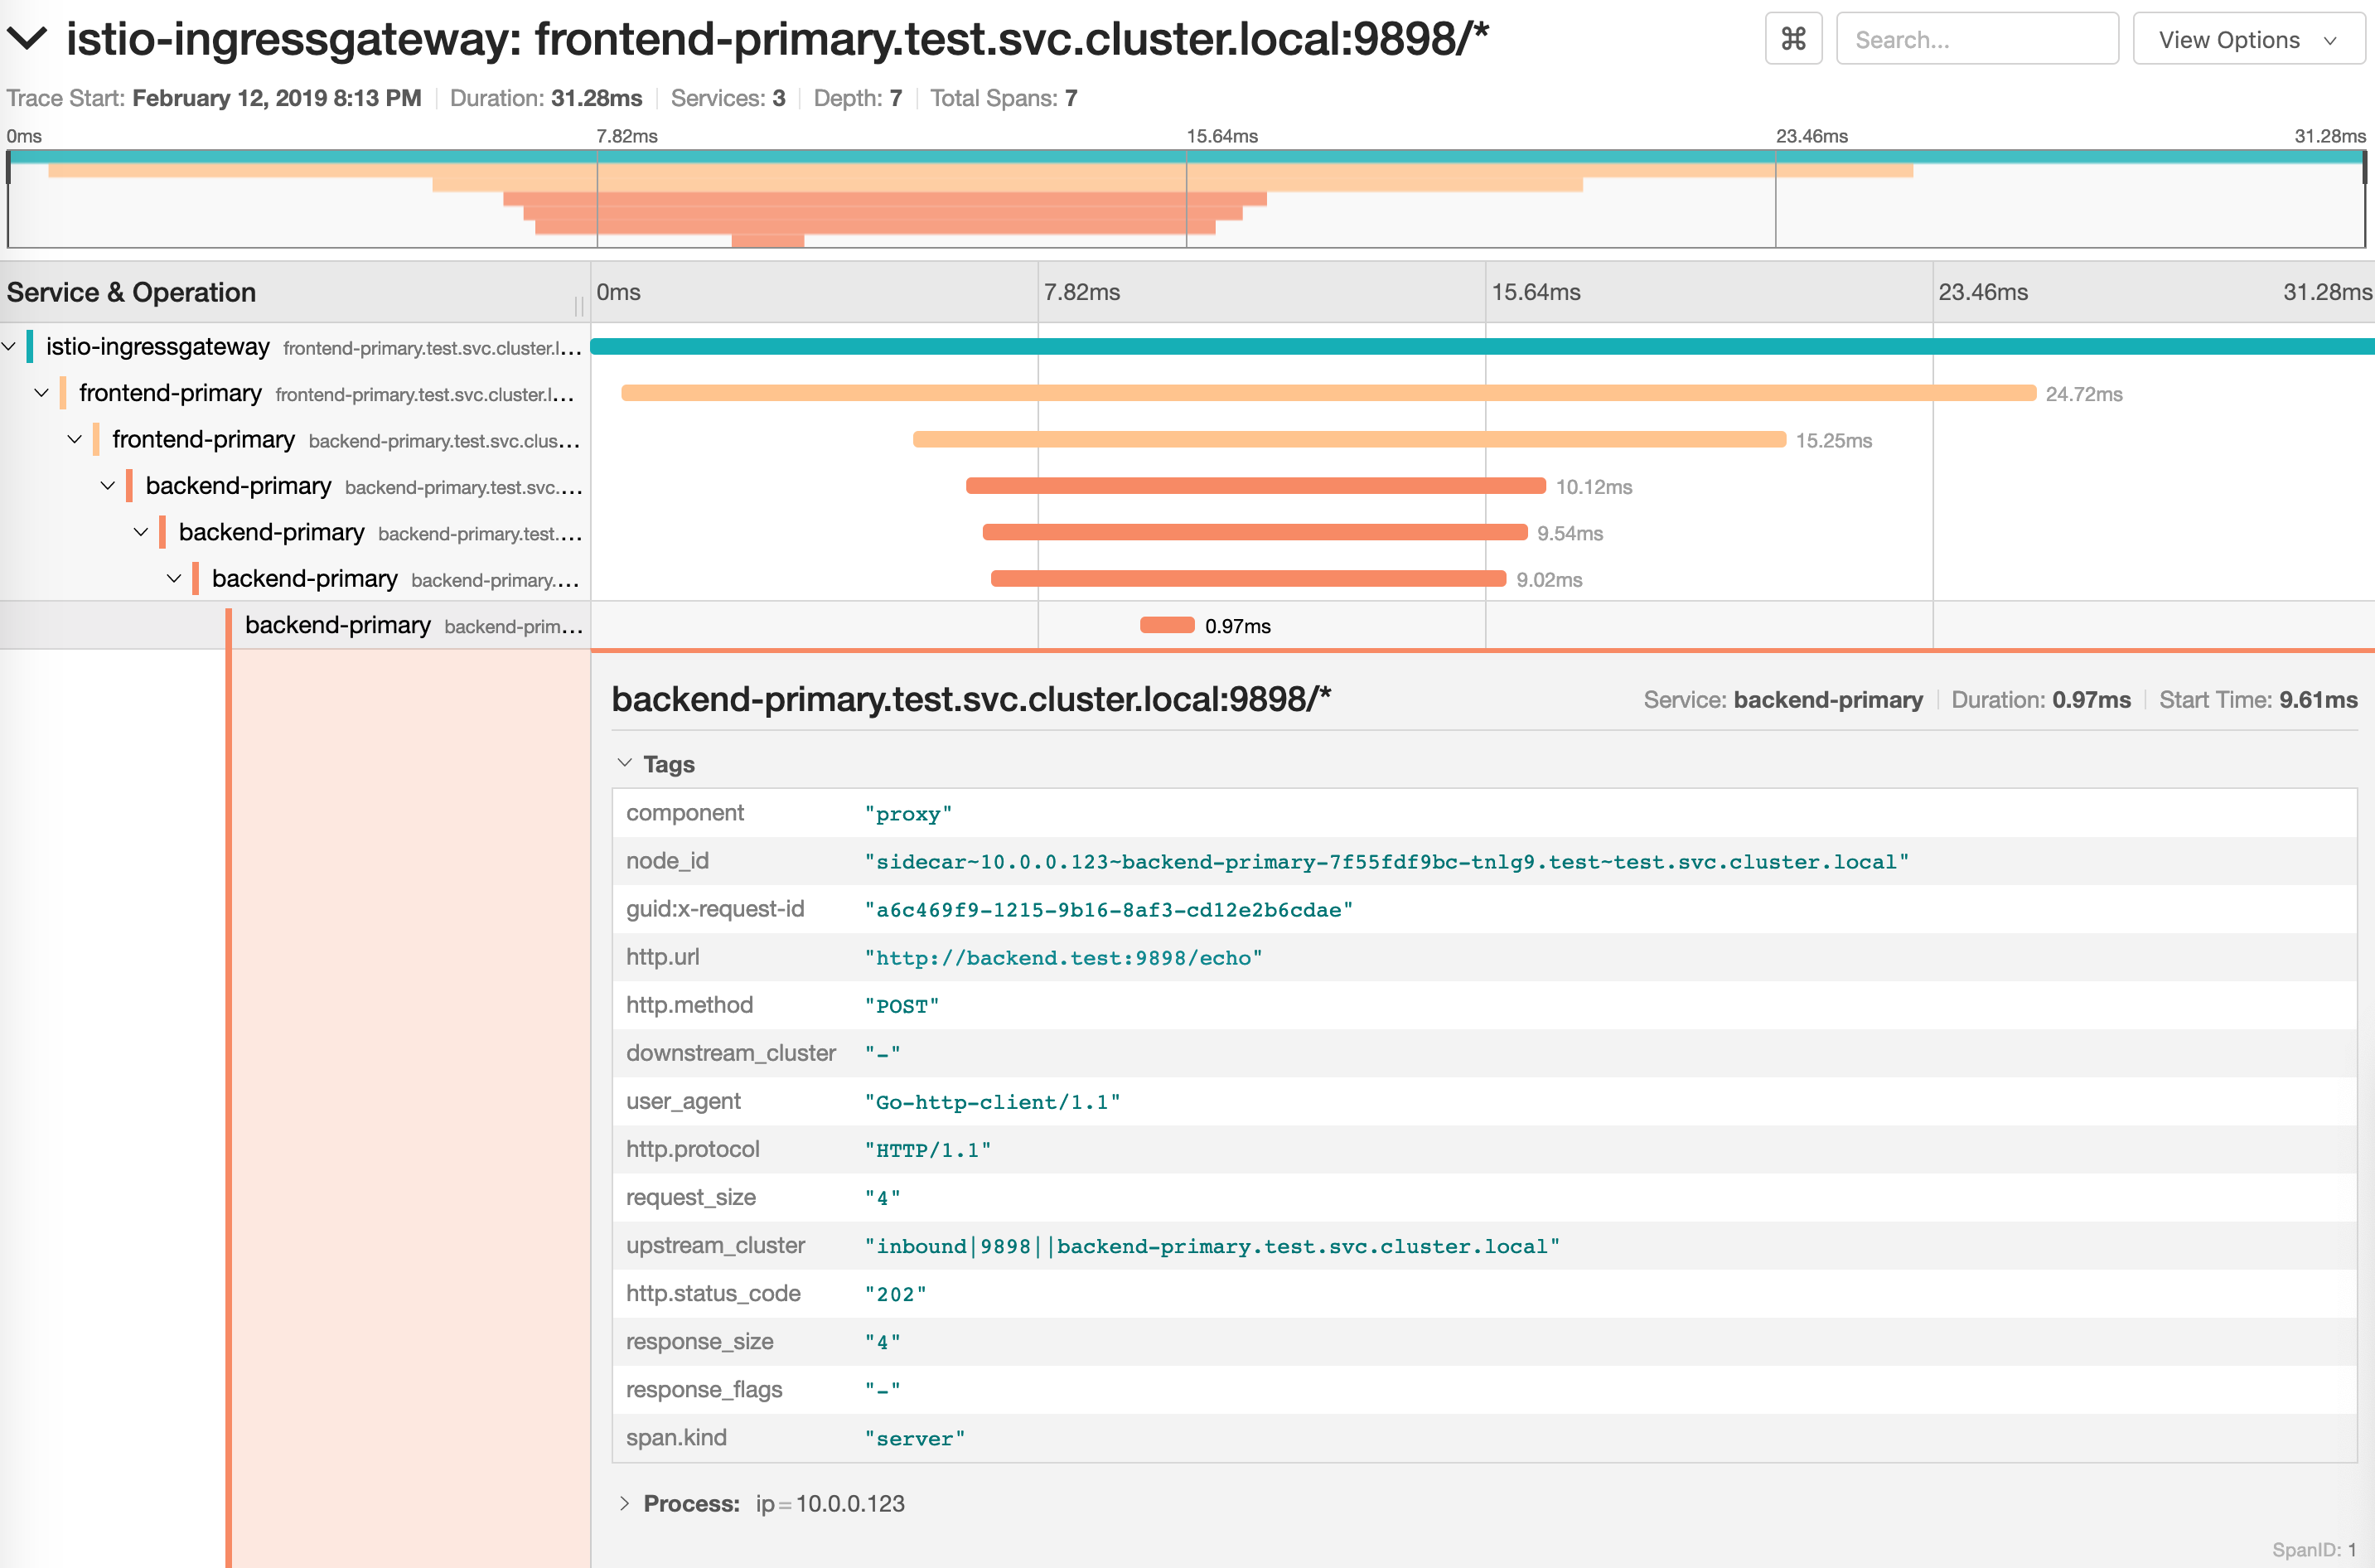 istio-ingressgateway: frontend-primary.test.svc.cluster.local:9898/*
⌘ Search... View Options
Trace Start: February 12, 2019 8:13 PM Duration: 31.28ms Services: 3 Depth: 7 Total Spans: 7
0ms 7.82ms 15.64ms 23.46ms 31.28ms
Service & Operation 0ms 7.82ms 15.64ms 23.46ms 31.28ms
istio-ingressgateway frontend-primary.test.svc.cluster.l...
frontend-primary frontend-primary.test.svc.cluster.l... 24.72ms
frontend-primary backend-primary.test.svc.clus... 15.25ms
backend-primary backend-primary.test.svc.... 10.12ms
backend-primary backend-primary.test.... 9.54ms
backend-primary backend-primary.... 9.02ms
backend-primary backend-prim... 0.97ms
backend-primary.test.svc.cluster.local:9898/* Service: backend-primary Duration: 0.97ms Start Time: 9.61ms
Tags
component "proxy"
node_id "sidecar~10.0.0.123~backend-primary-7f55fdf9bc-tnlg9.test~test.svc.cluster.local"
guid:x-request-id "a6c469f9-1215-9b16-8af3-cd12e2b6cdae"
http.url "http://backend.test:9898/echo"
http.method "POST"
downstream_cluster "-"
user_agent "Go-http-client/1.1"
http.protocol "HTTP/1.1"
request_size "4"
upstream_cluster "inbound|9898||backend-primary.test.svc.cluster.local"
http.status_code "202"
response_size "4"
response_flags "-"
span.kind "server"
Process: ip = 10.0.0.123
SpanID: 1